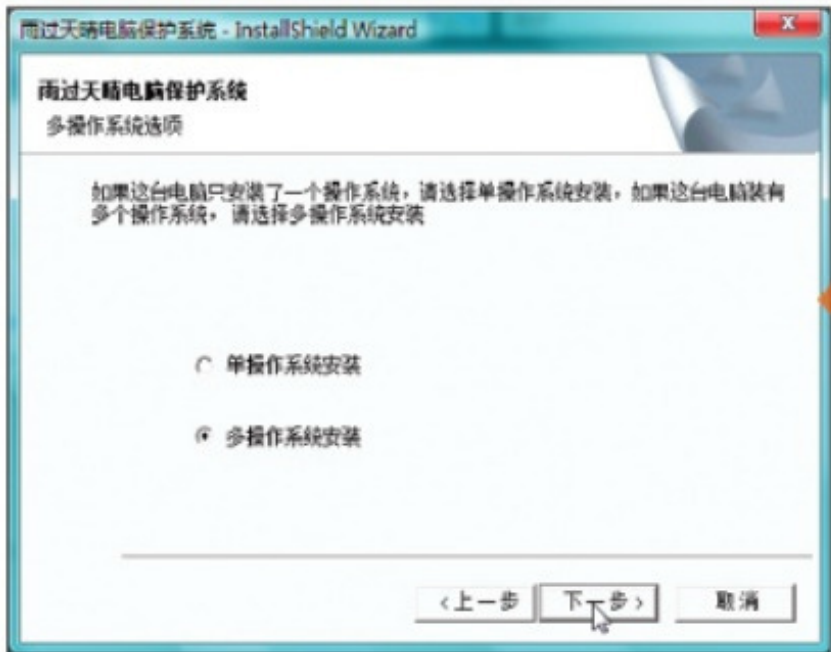 雨过天晴电脑保护系统 - InstallShield Wizard
雨过天晴电脑保护系统
多操作系统选项
如果这台电脑只安装了一个操作系统，请选择单操作系统安装，如果这台电脑装有
多个操作系统， 请选择多操作系统安装
单操作系统安装
多操作系统安装
<上一步 下一步> 取消